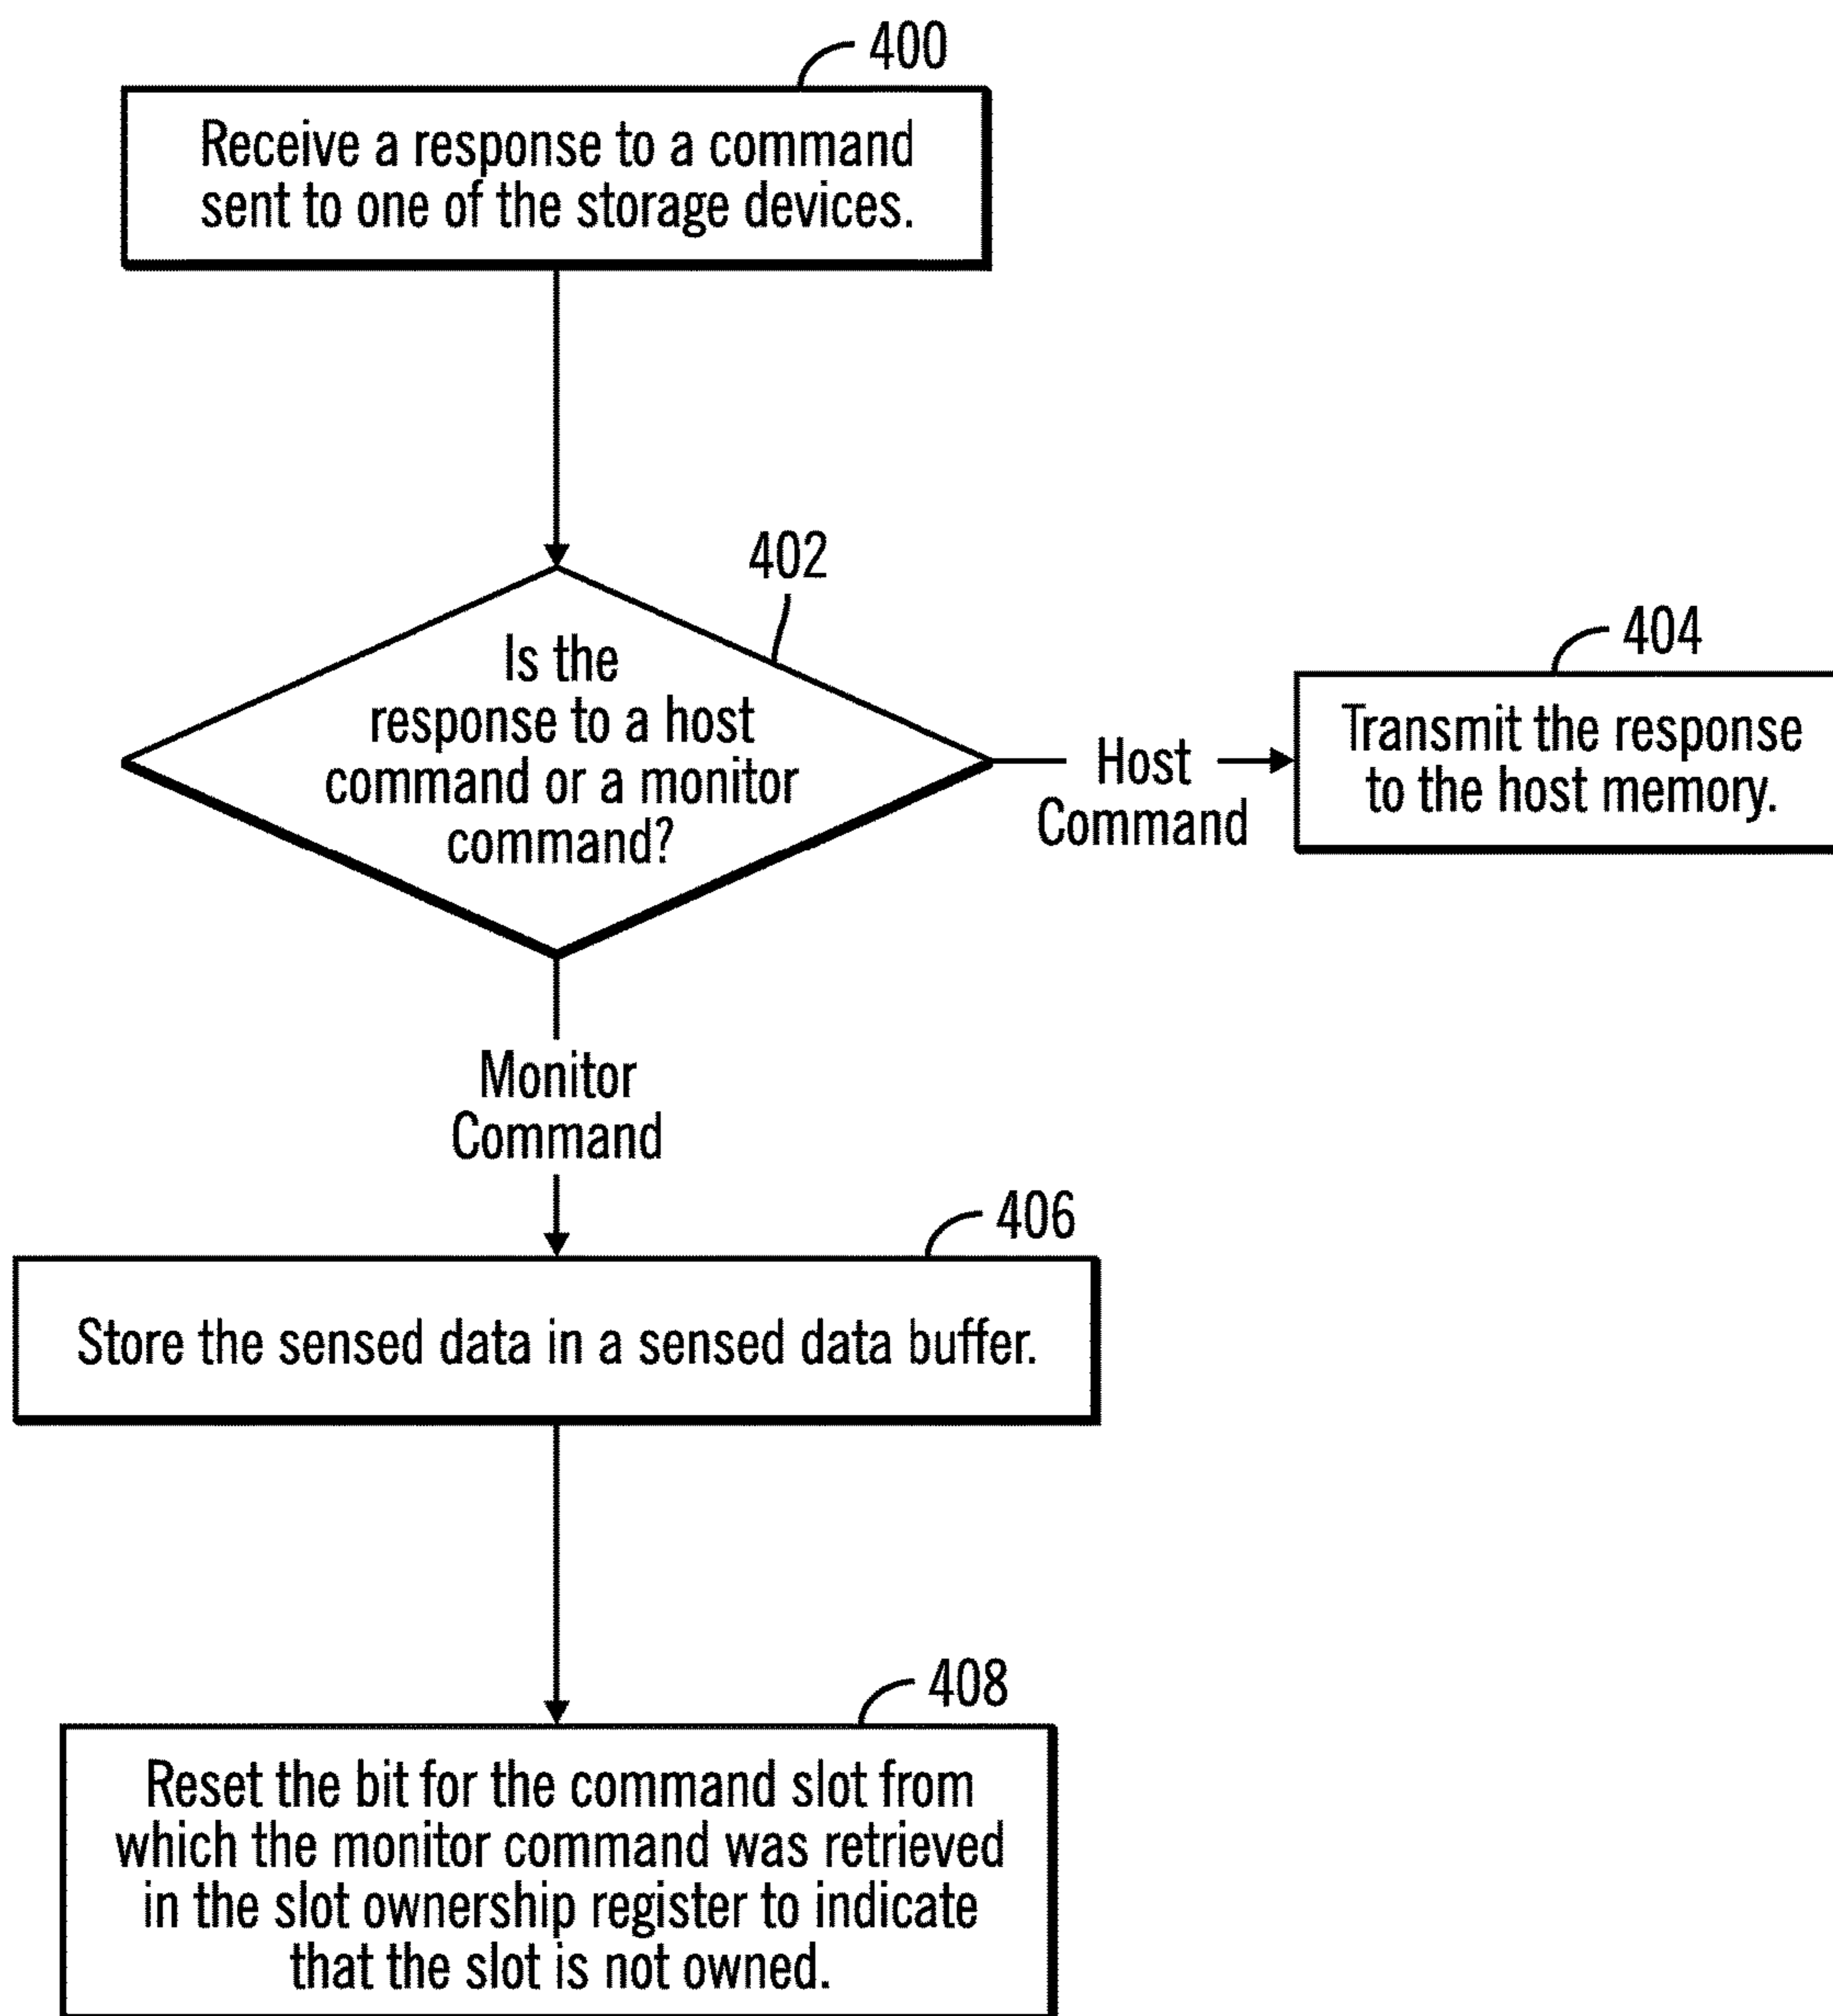 400
Receive a response to a command
sent to one of the storage devices.
402
Is the
response to a host
command or a monitor
command?
Host
Command
404
Transmit the response
to the host memory.
Monitor
Command
406
Store the sensed data in a sensed data buffer.
408
Reset the bit for the command slot from
which the monitor command was retrieved
in the slot ownership register to indicate
that the slot is not owned.